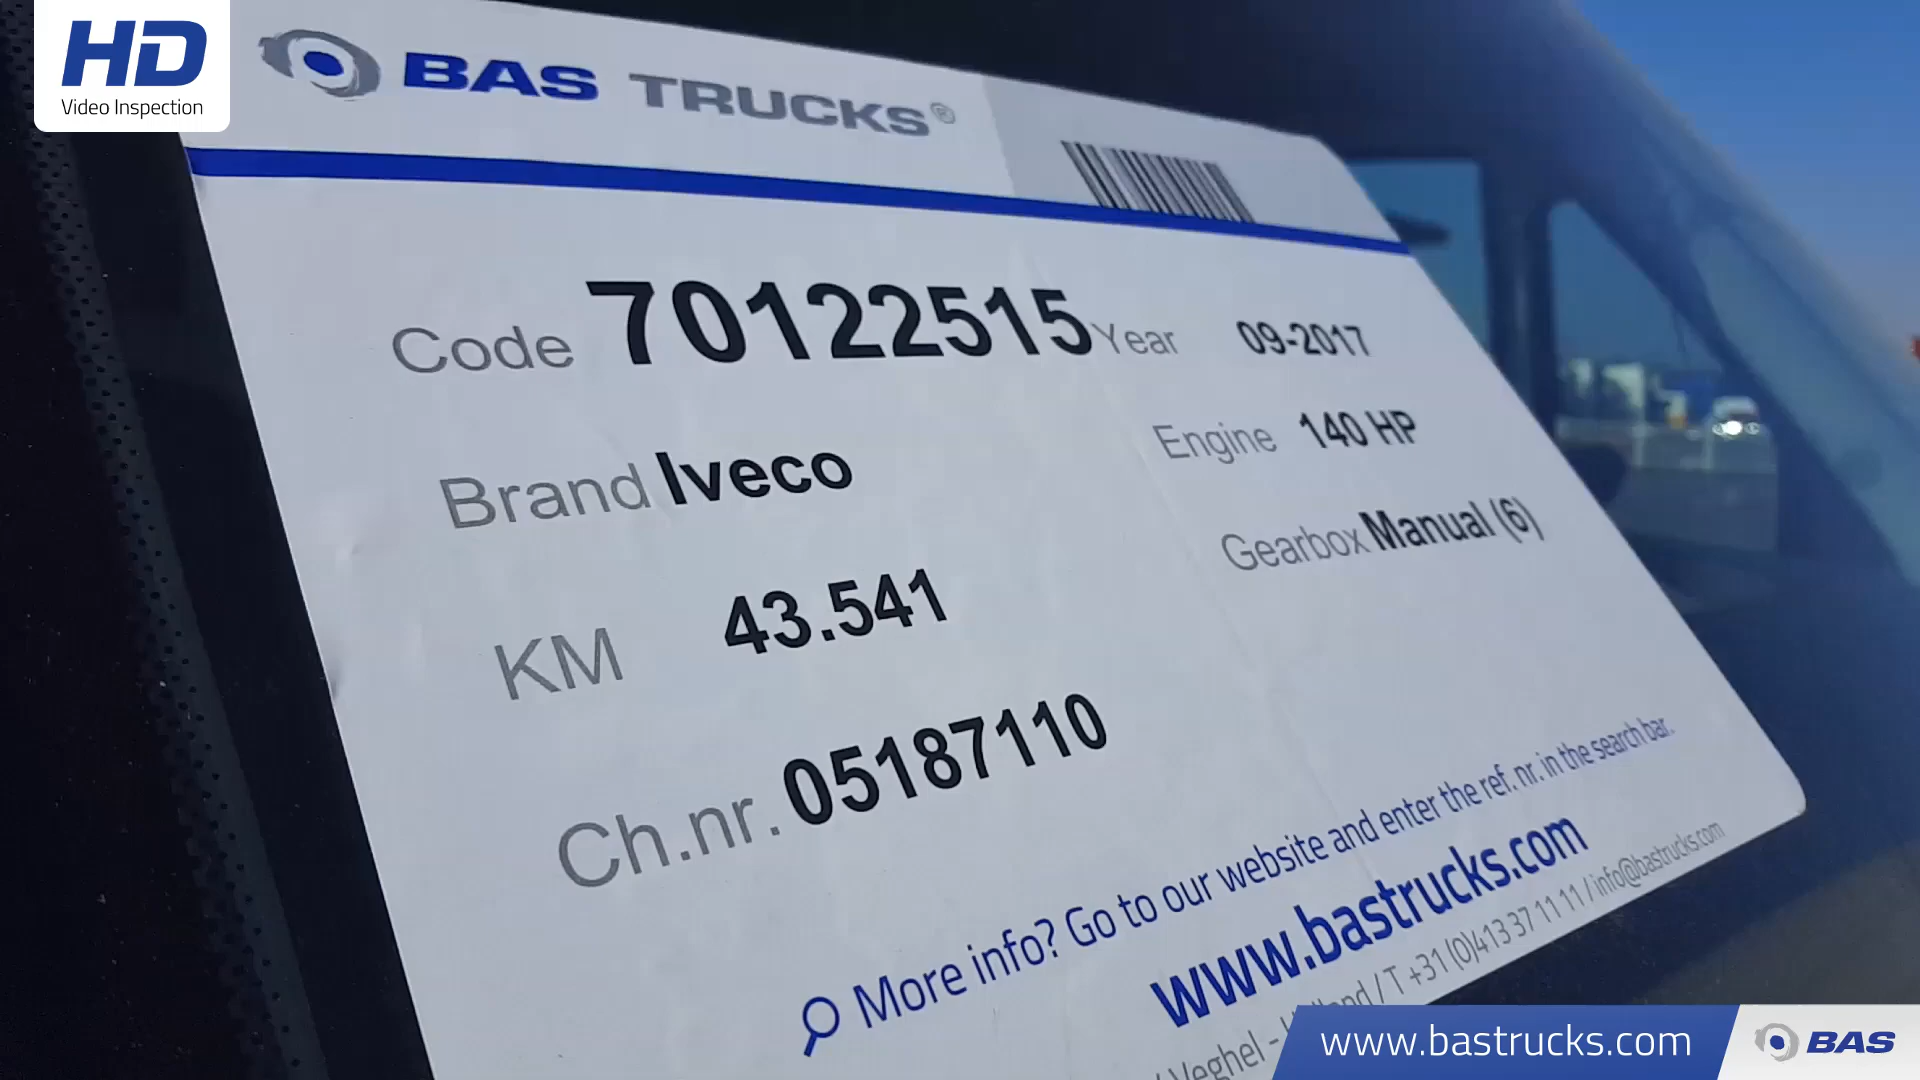 HD
Video Inspection
BAS TRUCKS®
Code 70122515 Year 09-2017
Brand Iveco Engine 140 HP
KM 43.541 Gearbox Manual (6)
Ch.nr. 05187110
More info? Go to our website and enter the ref. nr. in the search bar.
www.bastrucks.com
Veghel - / T +31 (0)413 37 11 11 / info@bastrucks.com
www.bastrucks.com BAS